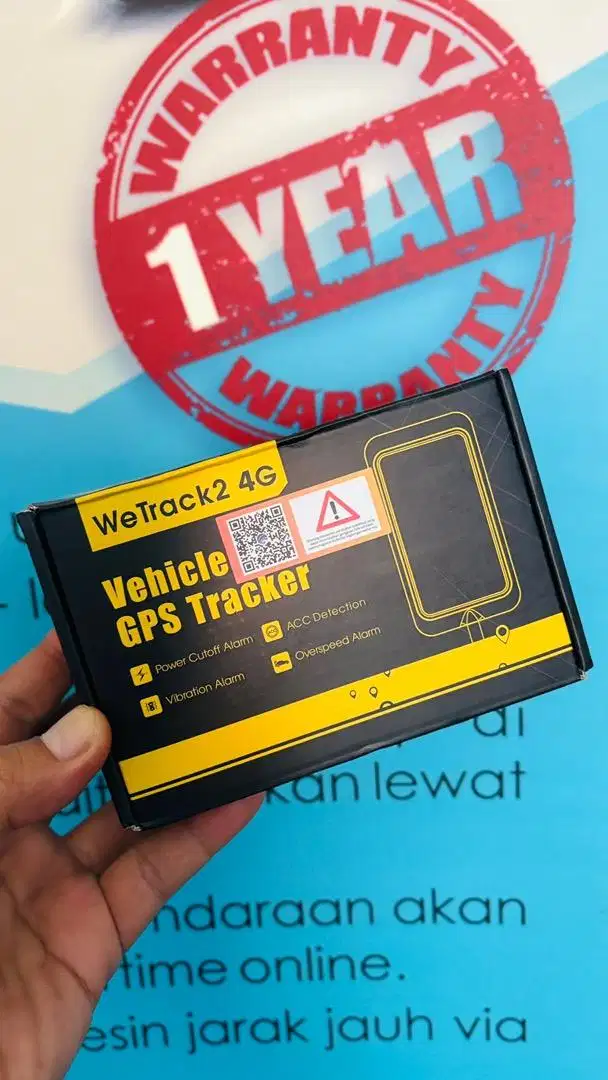 WARRANTY
1 YEAR
WARRANTY
WeTrack2 4G
Vehicle
GPS Tracker
Power Cutoff Alarm
ACC Detection
Vibration Alarm
Overspeed Alarm
di
kan lewat
ndaraan akan
time online.
esin jarak jauh via